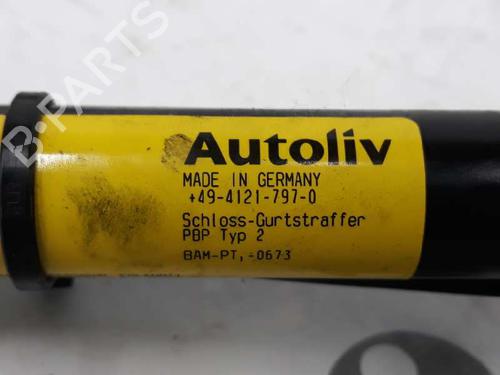 B-PARTS
Autoliv
MADE IN GERMANY
+49-4121-797-0
Schloss-Gurtstraffer
PBP Typ 2
BAM-PT,-0673